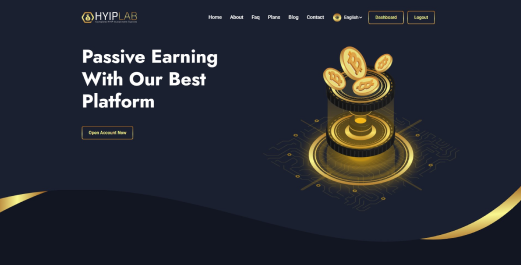 HYIPLAB
Home About Faq Plans Blog Contact English Dashboard Logout
Passive Earning
With Our Best
Platform
Open Account Now